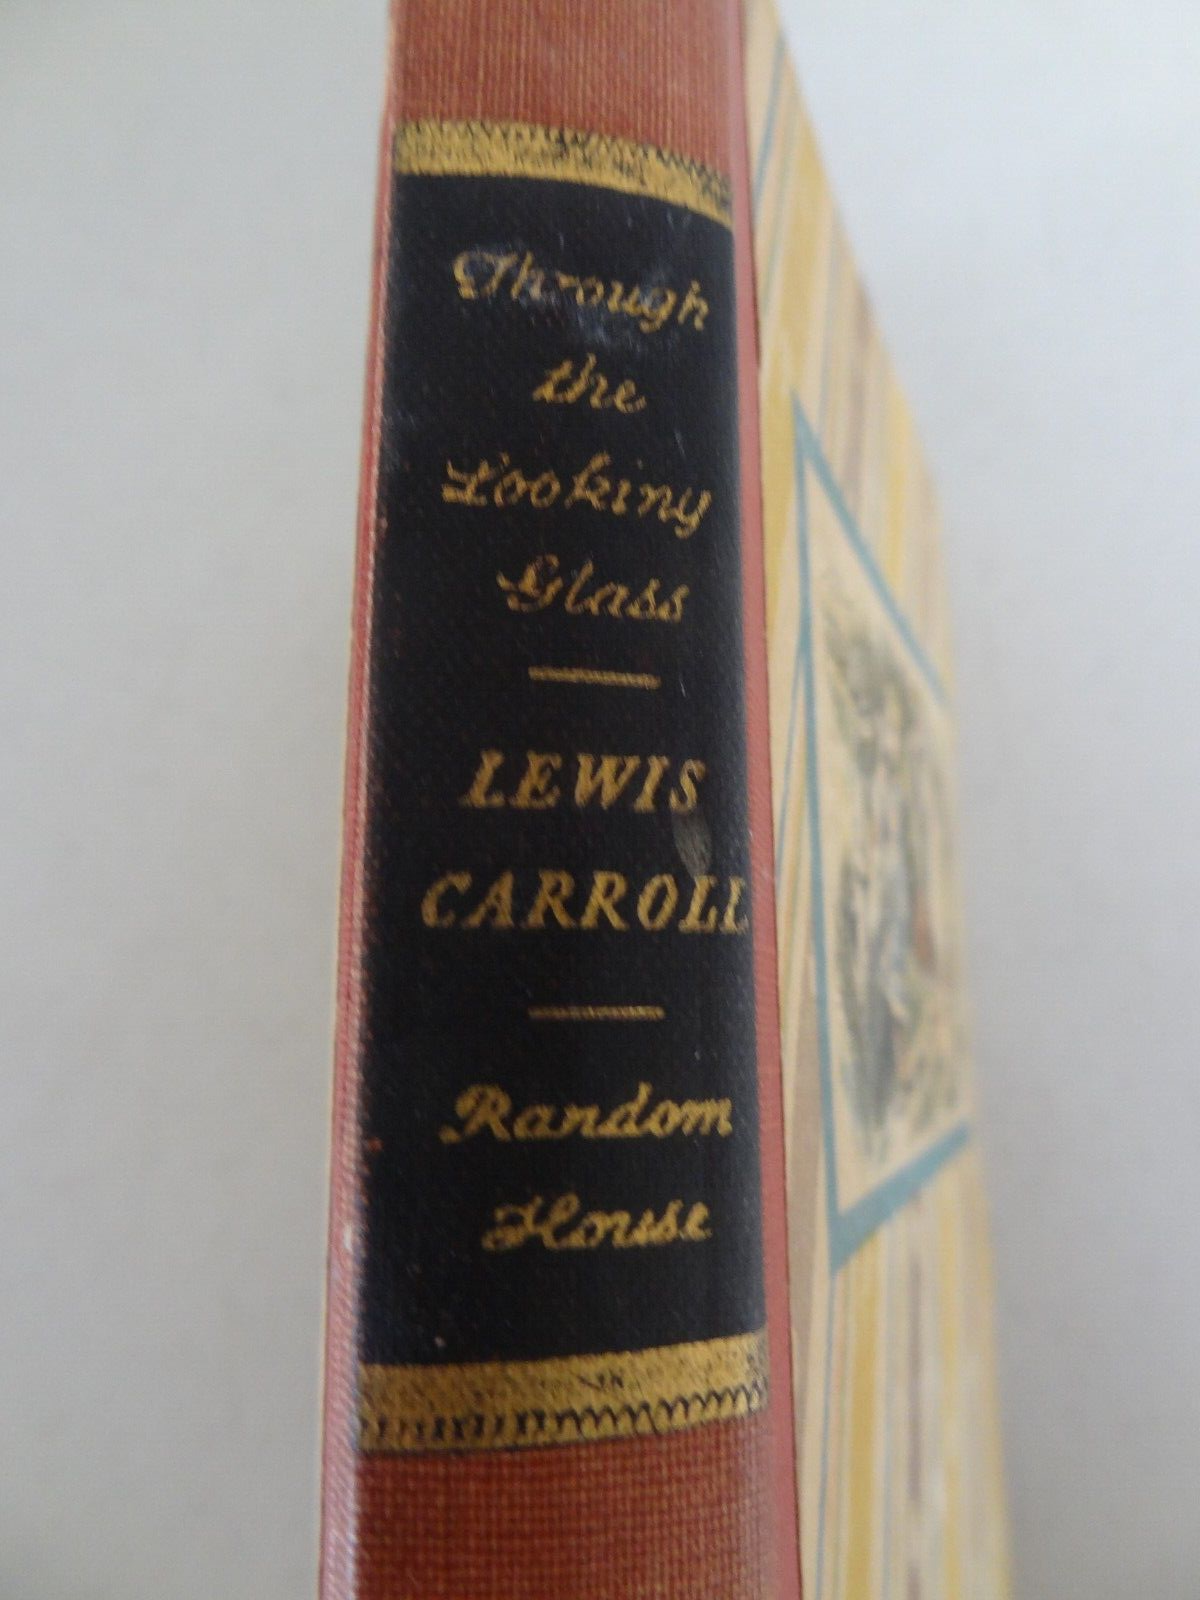 Through
the
Looking
Glass
LEWIS
CARROLL
Random
House